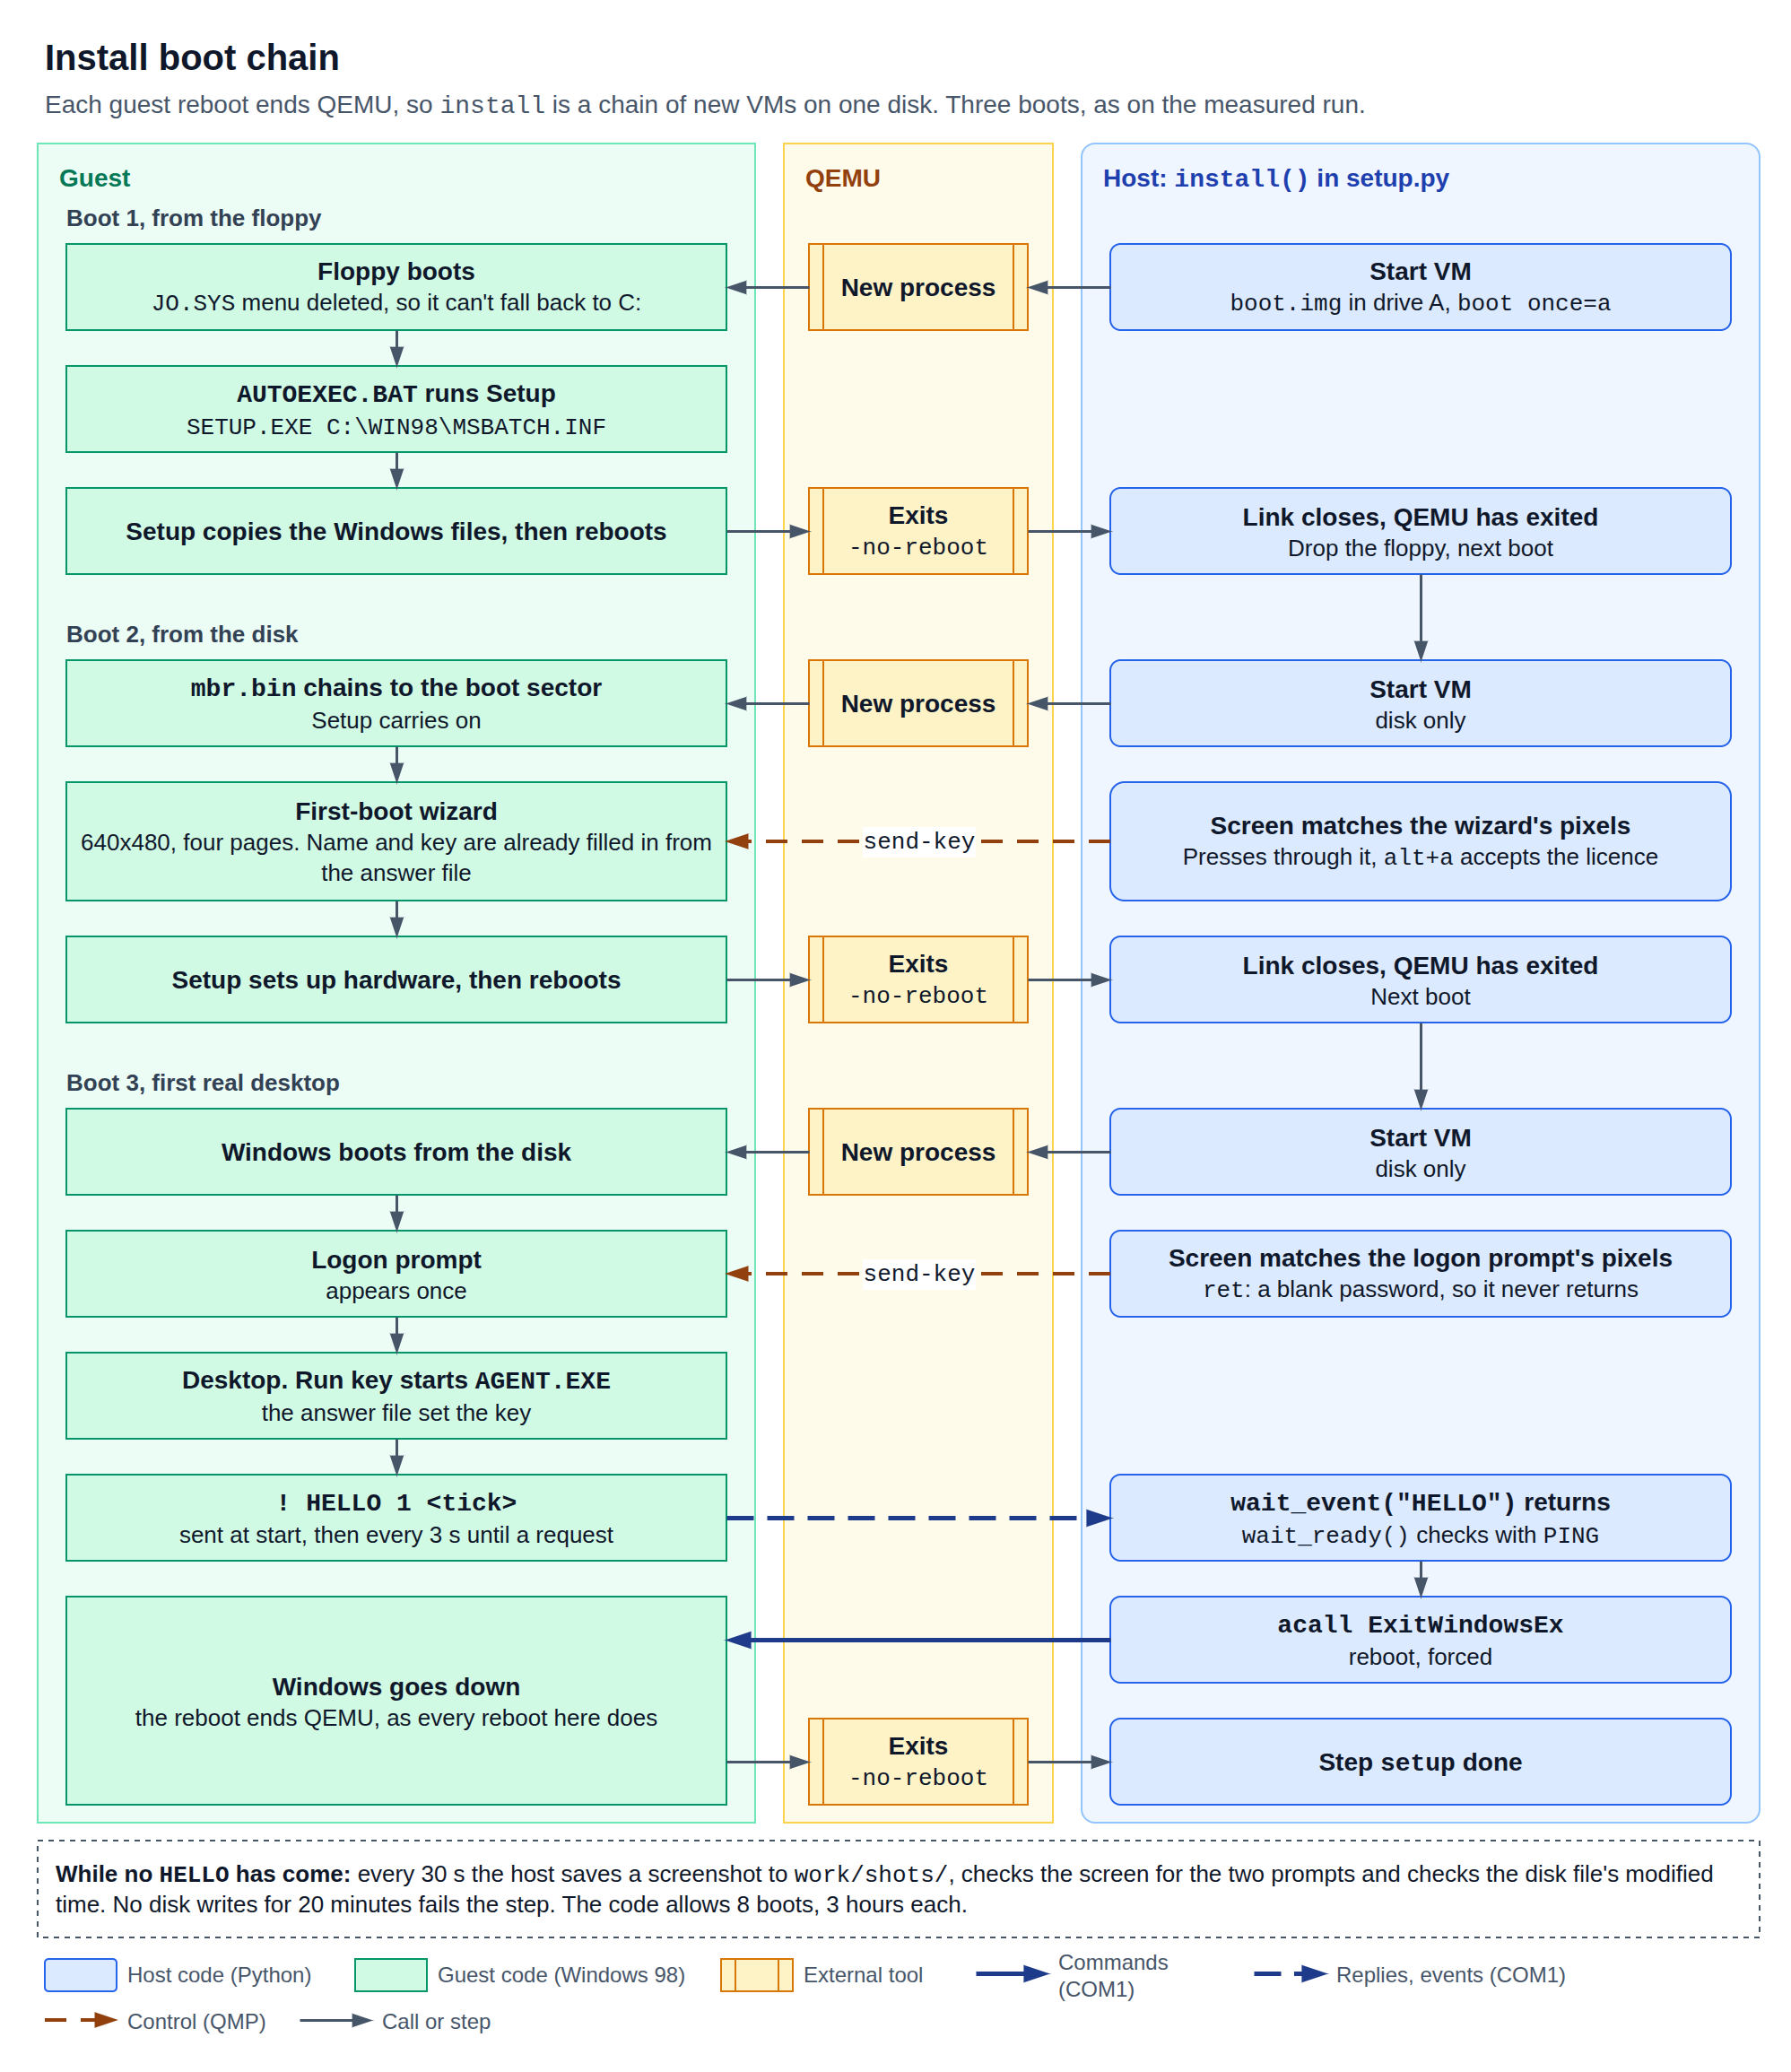 Install boot chain
Each guest reboot ends QEMU, so install is a chain of new VMs on one disk. Three boots, as on the measured run.
Guest
QEMU
Host: install() in setup.py
Boot 1, from the floppy
Floppy boots
JO.SYS menu deleted, so it can't fall back to C:
New process
Start VM
boot.img in drive A, boot once=a
AUTOEXEC.BAT runs Setup
SETUP.EXE C:\WIN98\MSBATCH.INF
Setup copies the Windows files, then reboots
Exits
-no-reboot
Link closes, QEMU has exited
Drop the floppy, next boot
Boot 2, from the disk
mbr.bin chains to the boot sector
Setup carries on
New process
Start VM
disk only
First-boot wizard
640x480, four pages. Name and key are already filled in from
the answer file
send-key
Screen matches the wizard's pixels
Presses through it, alt+a accepts the licence
Setup sets up hardware, then reboots
Exits
-no-reboot
Link closes, QEMU has exited
Next boot
Boot 3, first real desktop
Windows boots from the disk
New process
Start VM
disk only
Logon prompt
appears once
send-key
Screen matches the logon prompt's pixels
ret: a blank password, so it never returns
Desktop. Run key starts AGENT.EXE
the answer file set the key
! HELLO 1 <tick>
sent at start, then every 3 s until a request
wait_event("HELLO") returns
wait_ready() checks with PING
acall ExitWindowsEx
reboot, forced
Windows goes down
the reboot ends QEMU, as every reboot here does
Exits
-no-reboot
Step setup done
While no HELLO has come: every 30 s the host saves a screenshot to work/shots/, checks the screen for the two prompts and checks the disk file's modified
time. No disk writes for 20 minutes fails the step. The code allows 8 boots, 3 hours each.
Host code (Python)
Guest code (Windows 98)
External tool
Commands
(COM1)
Replies, events (COM1)
Control (QMP)
Call or step